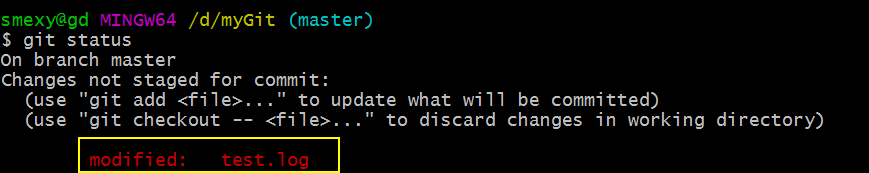 smexy@gd MINGW64 /d/myGit (master)
$ git status
On branch master
Changes not staged for commit:
  (use "git add <file>..." to update what will be committed)
  (use "git checkout -- <file>..." to discard changes in working directory)
        modified:   test.log